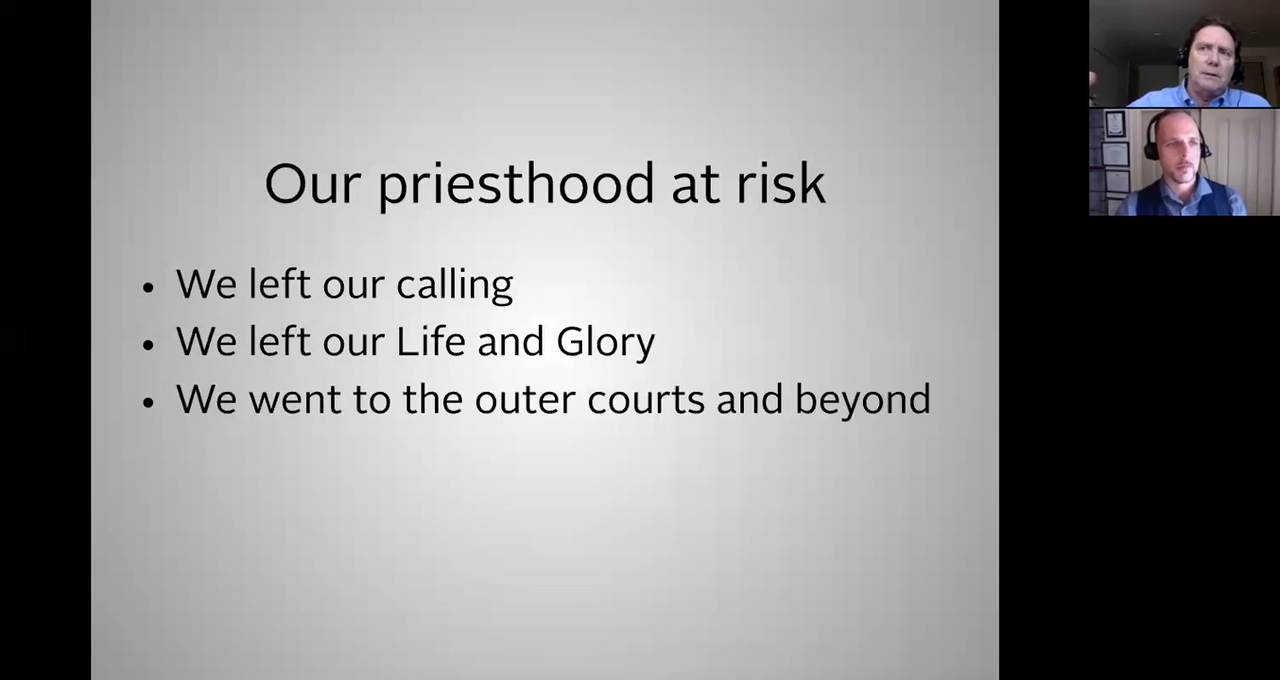 Our priesthood at risk
• We left our calling
• We left our Life and Glory
• We went to the outer courts and beyond